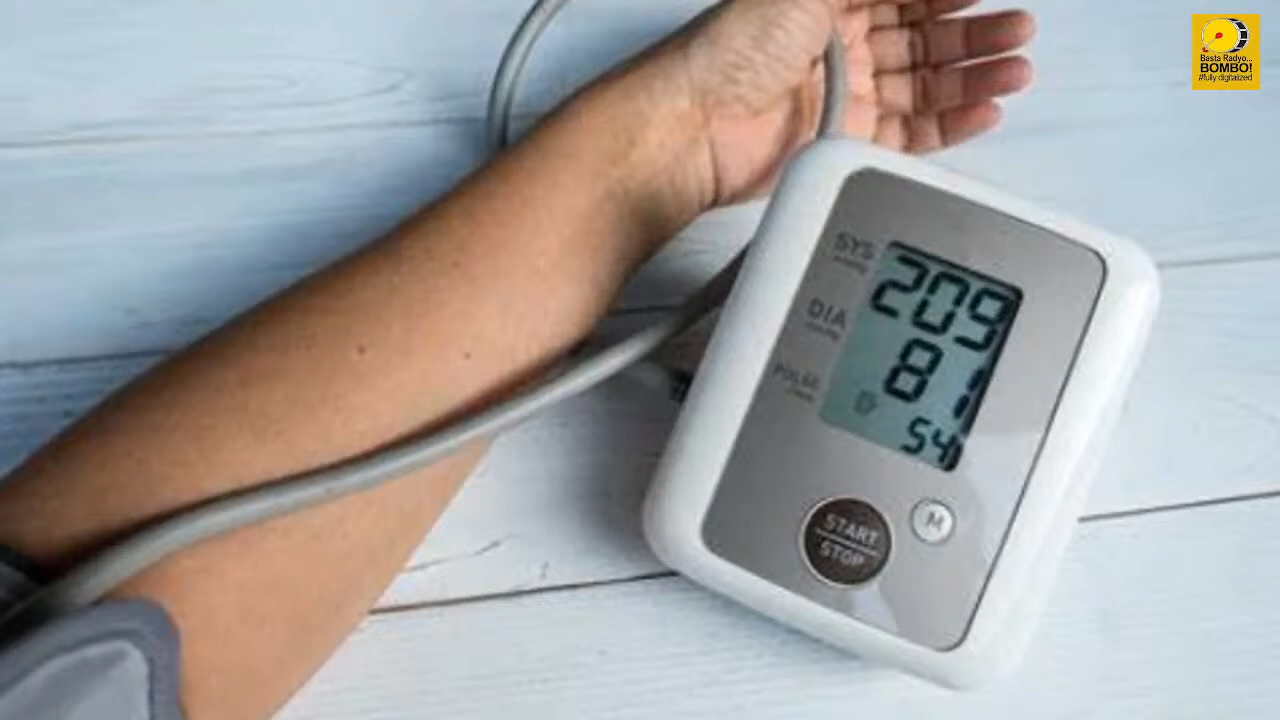 Basta Radyo...
BOMBO!
#fully digitalized
SYS
209
DIA
81
PULSE
54
START
STOP
M